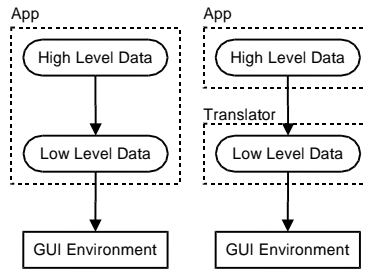 App
High Level Data
Low Level Data
GUI Environment
App
High Level Data
Translator
Low Level Data
GUI Environment